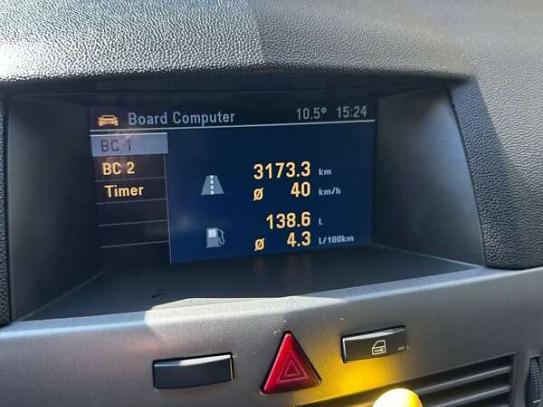 Board Computer 10.5° 15:24
BC 1
BC 2
Timer
3173.3 km
Ø 40 km/h
138.6 L
Ø 4.3 L/100km